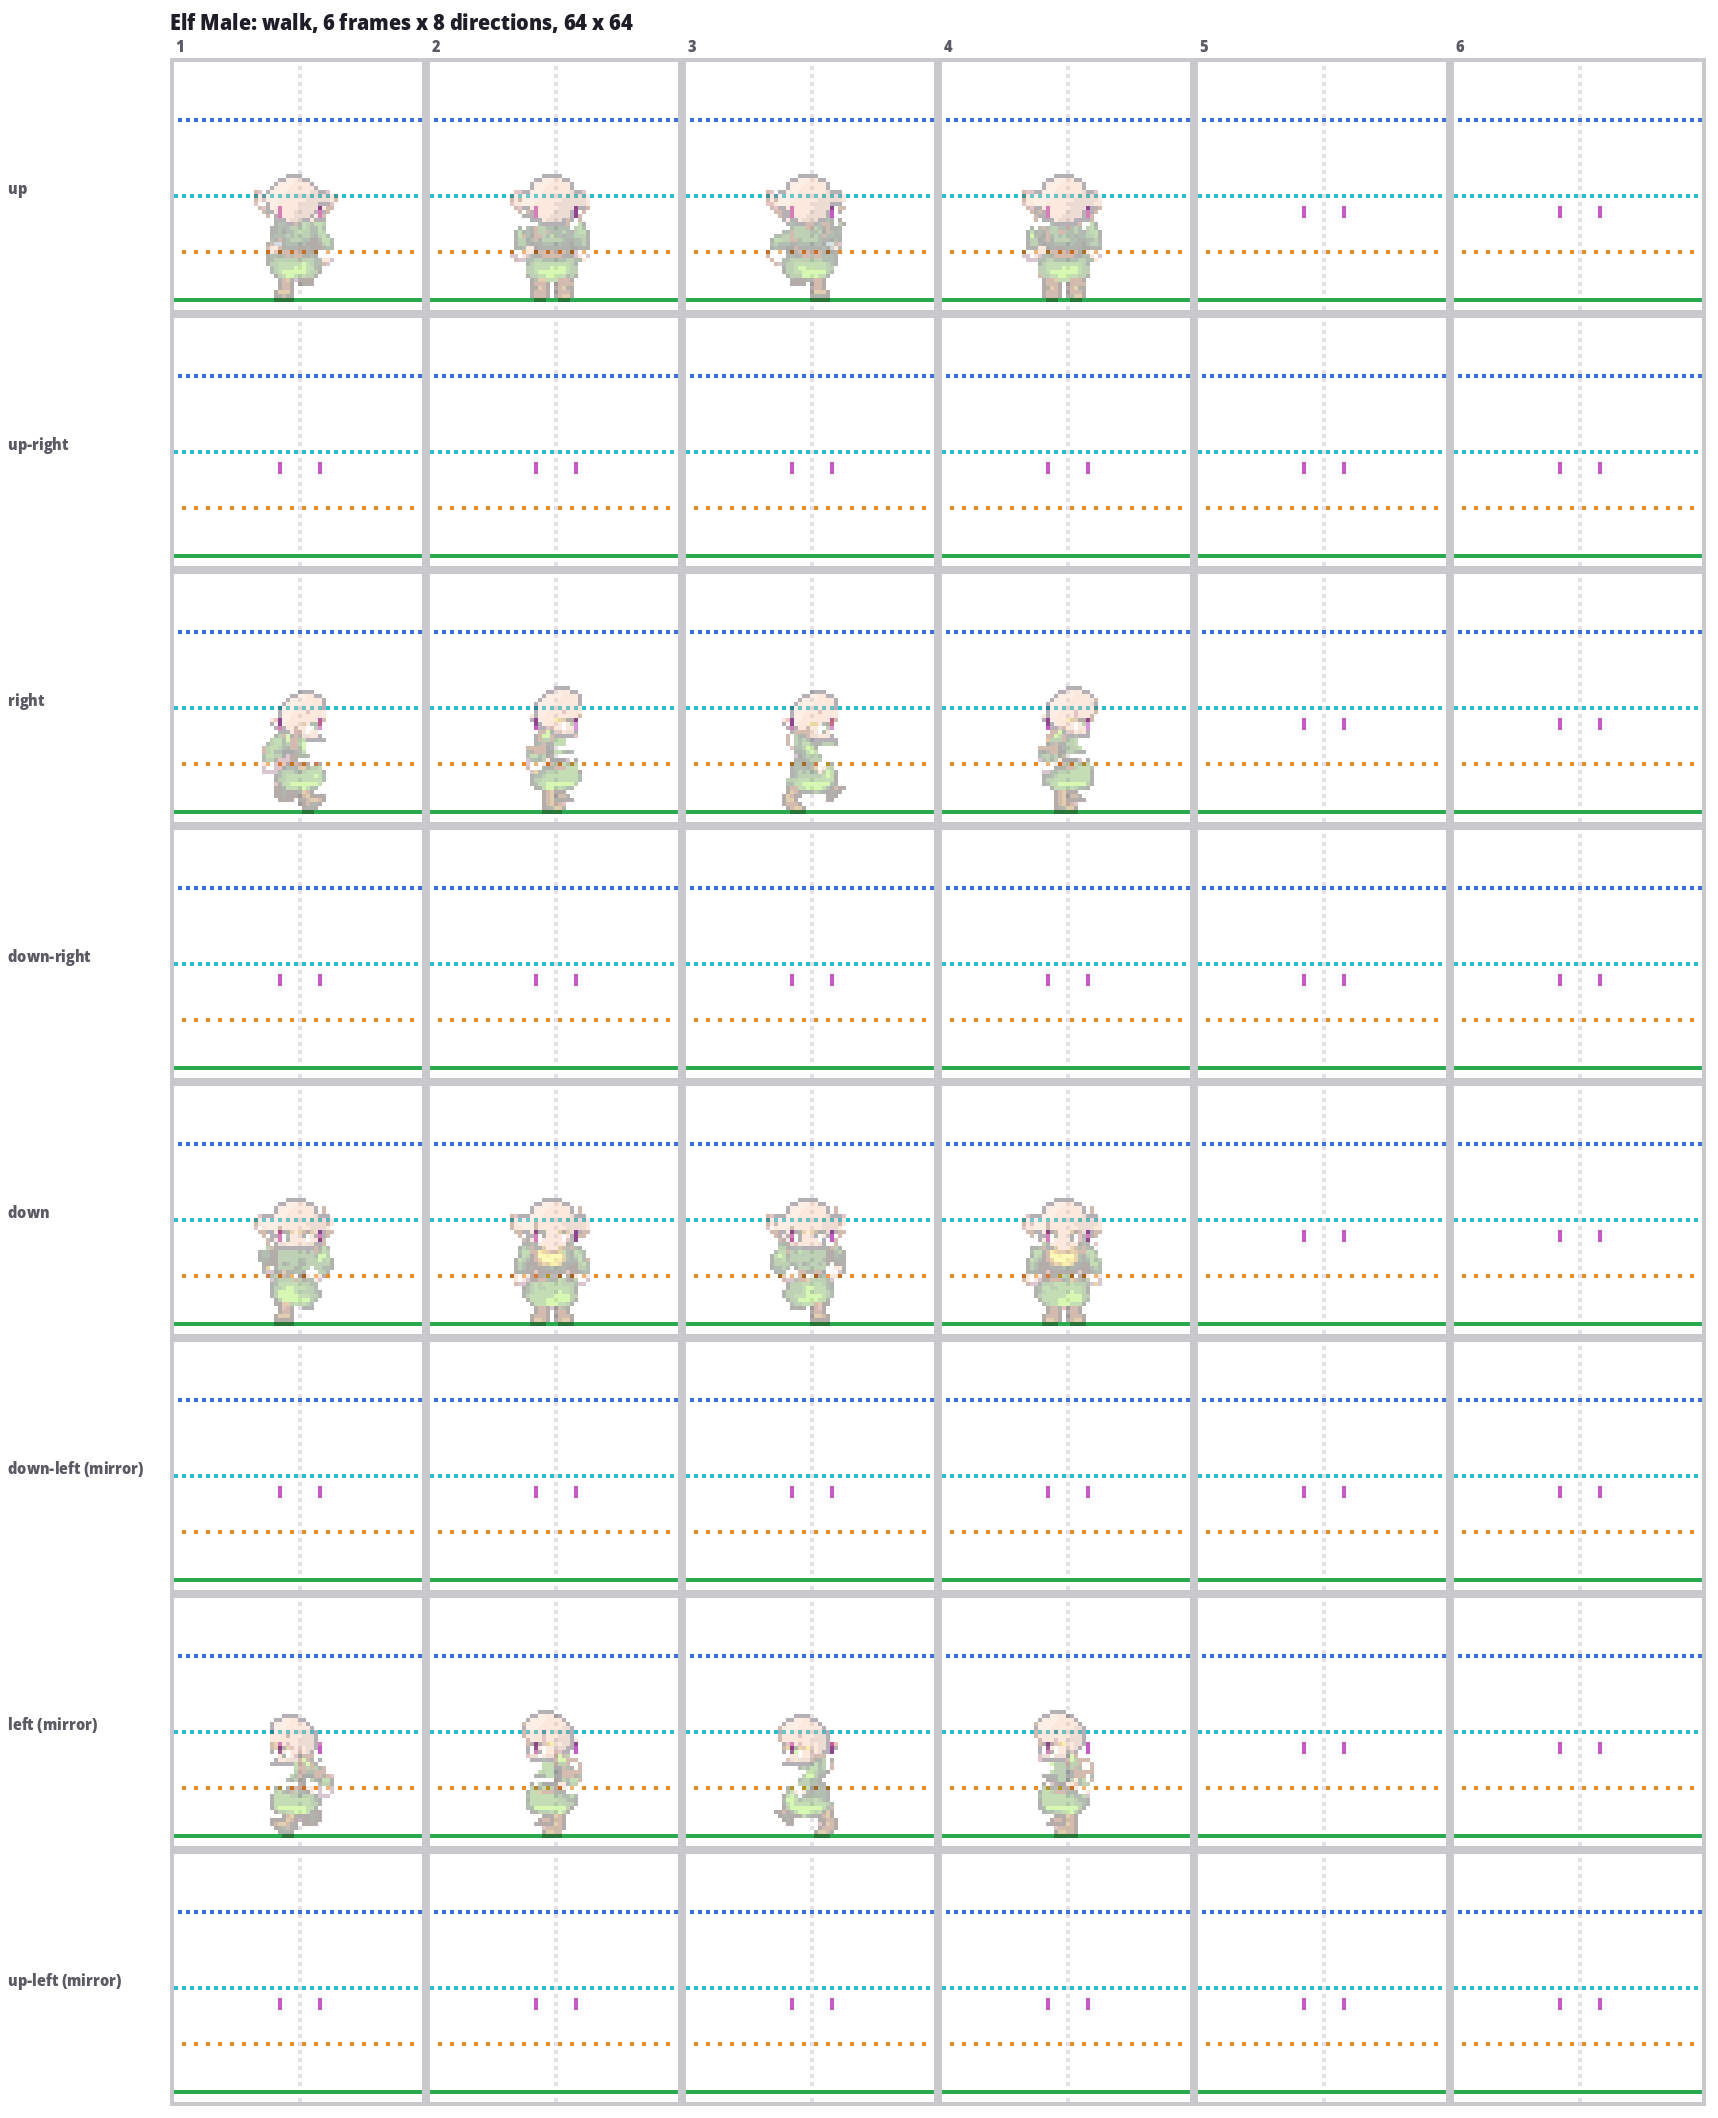 Elf Male: walk, 6 frames x 8 directions, 64 x 64
1 2 3 4 5 6
up
up-right
right
down-right
down
down-left (mirror)
left (mirror)
up-left (mirror)